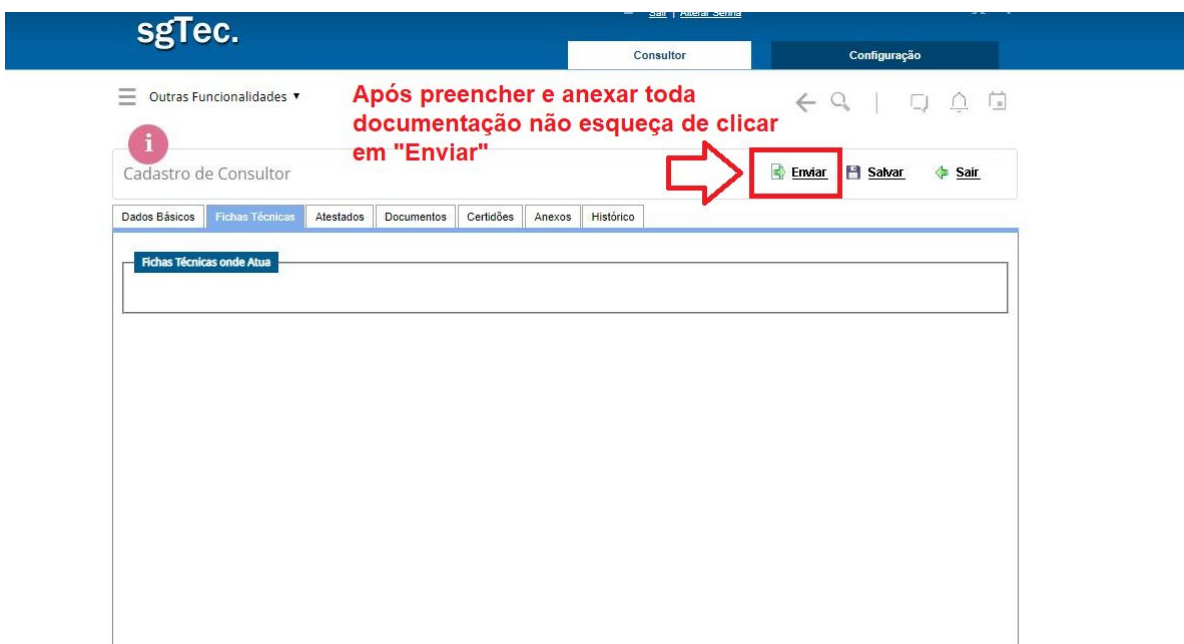 Sair | Alterar Senha
sgTec.
Consultor
Configuração
Outras Funcionalidades ▼
Após preencher e anexar toda
documentação não esqueça de clicar
em "Enviar"
i
Cadastro de Consultor
Enviar Salvar Sair
Dados Básicos Fichas Técnicas Atestados Documentos Certidões Anexos Histórico
Fichas Técnicas onde Atua